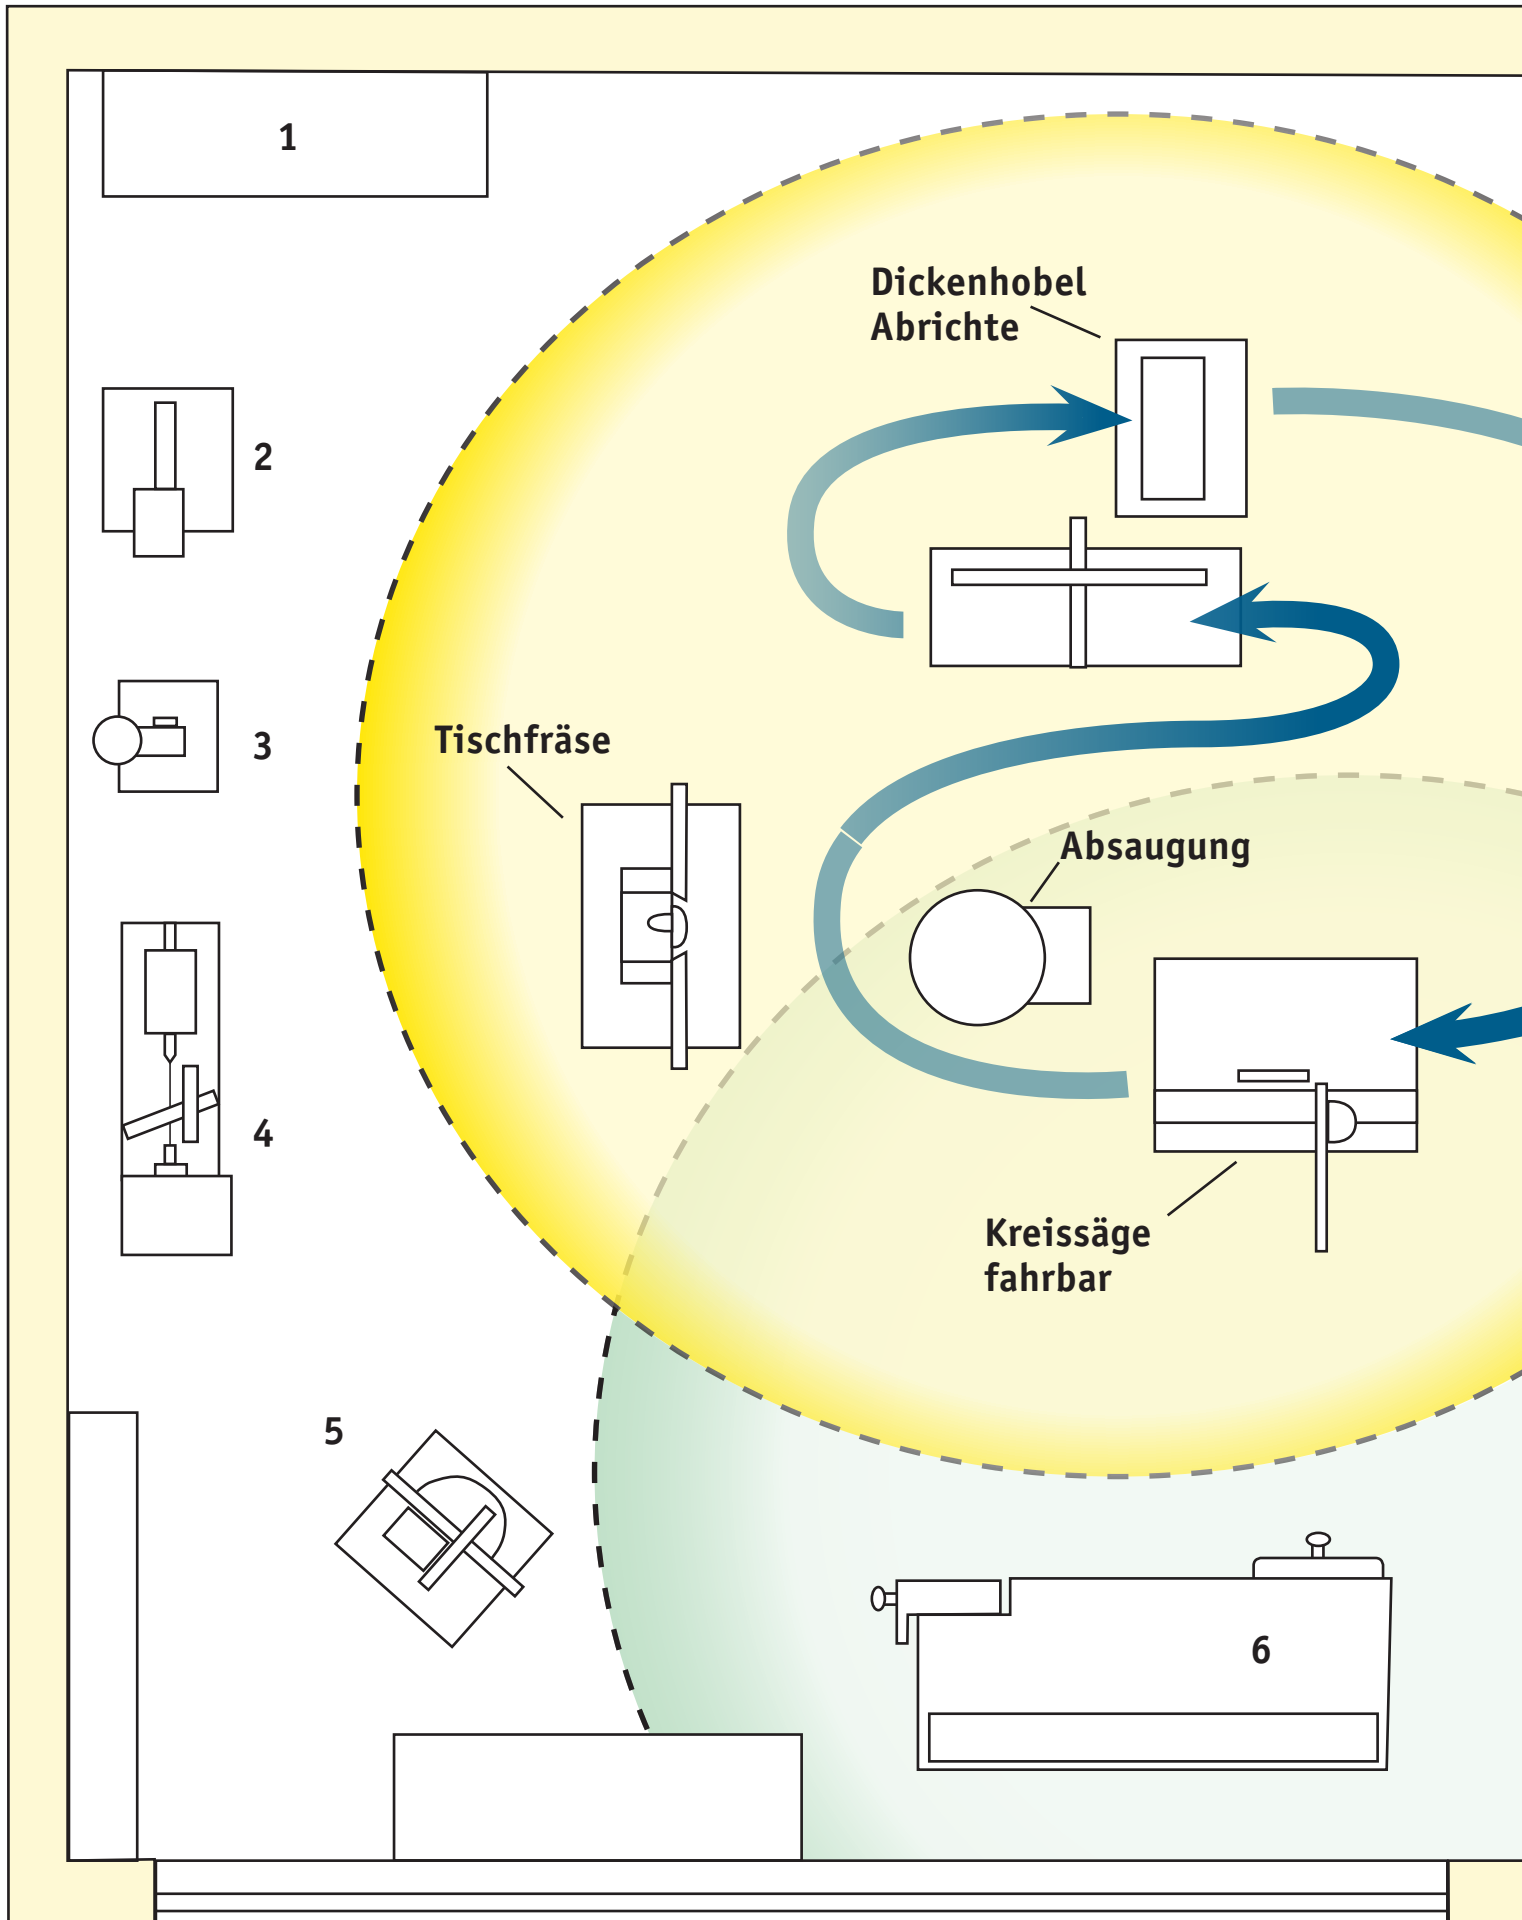 1
Dickenhobel
Abrichte
2
Tischfräse
3
Absaugung
4
Kreissäge
fahrbar
5
6